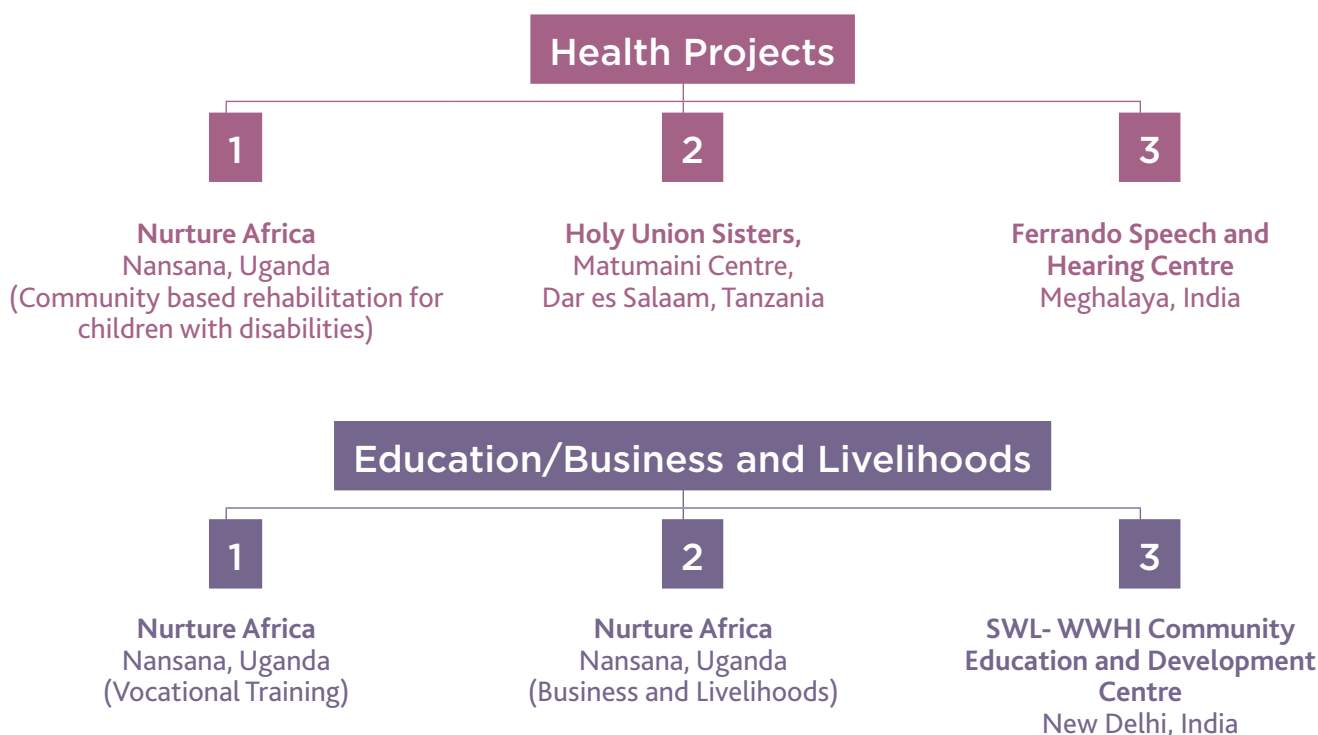 Health Projects
1
Nurture Africa
Nansana, Uganda
(Community based rehabilitation for
children with disabilities)
2
Holy Union Sisters,
Matumaini Centre,
Dar es Salaam, Tanzania
3
Ferrando Speech and
Hearing Centre
Meghalaya, India
Education/Business and Livelihoods
1
Nurture Africa
Nansana, Uganda
(Vocational Training)
2
Nurture Africa
Nansana, Uganda
(Business and Livelihoods)
3
SWL- WWHI Community
Education and Development
Centre
New Delhi, India